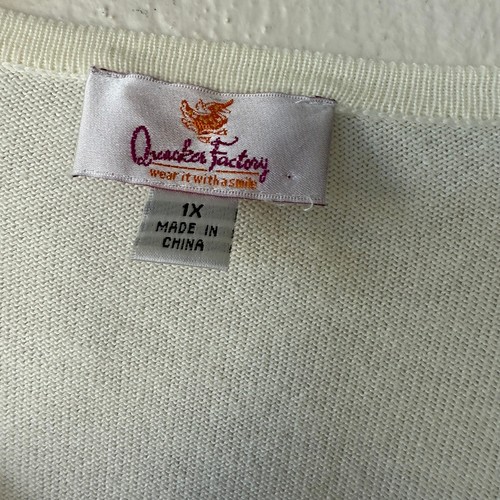 Quacker Factory
wear it with a smile
1X
MADE IN
CHINA